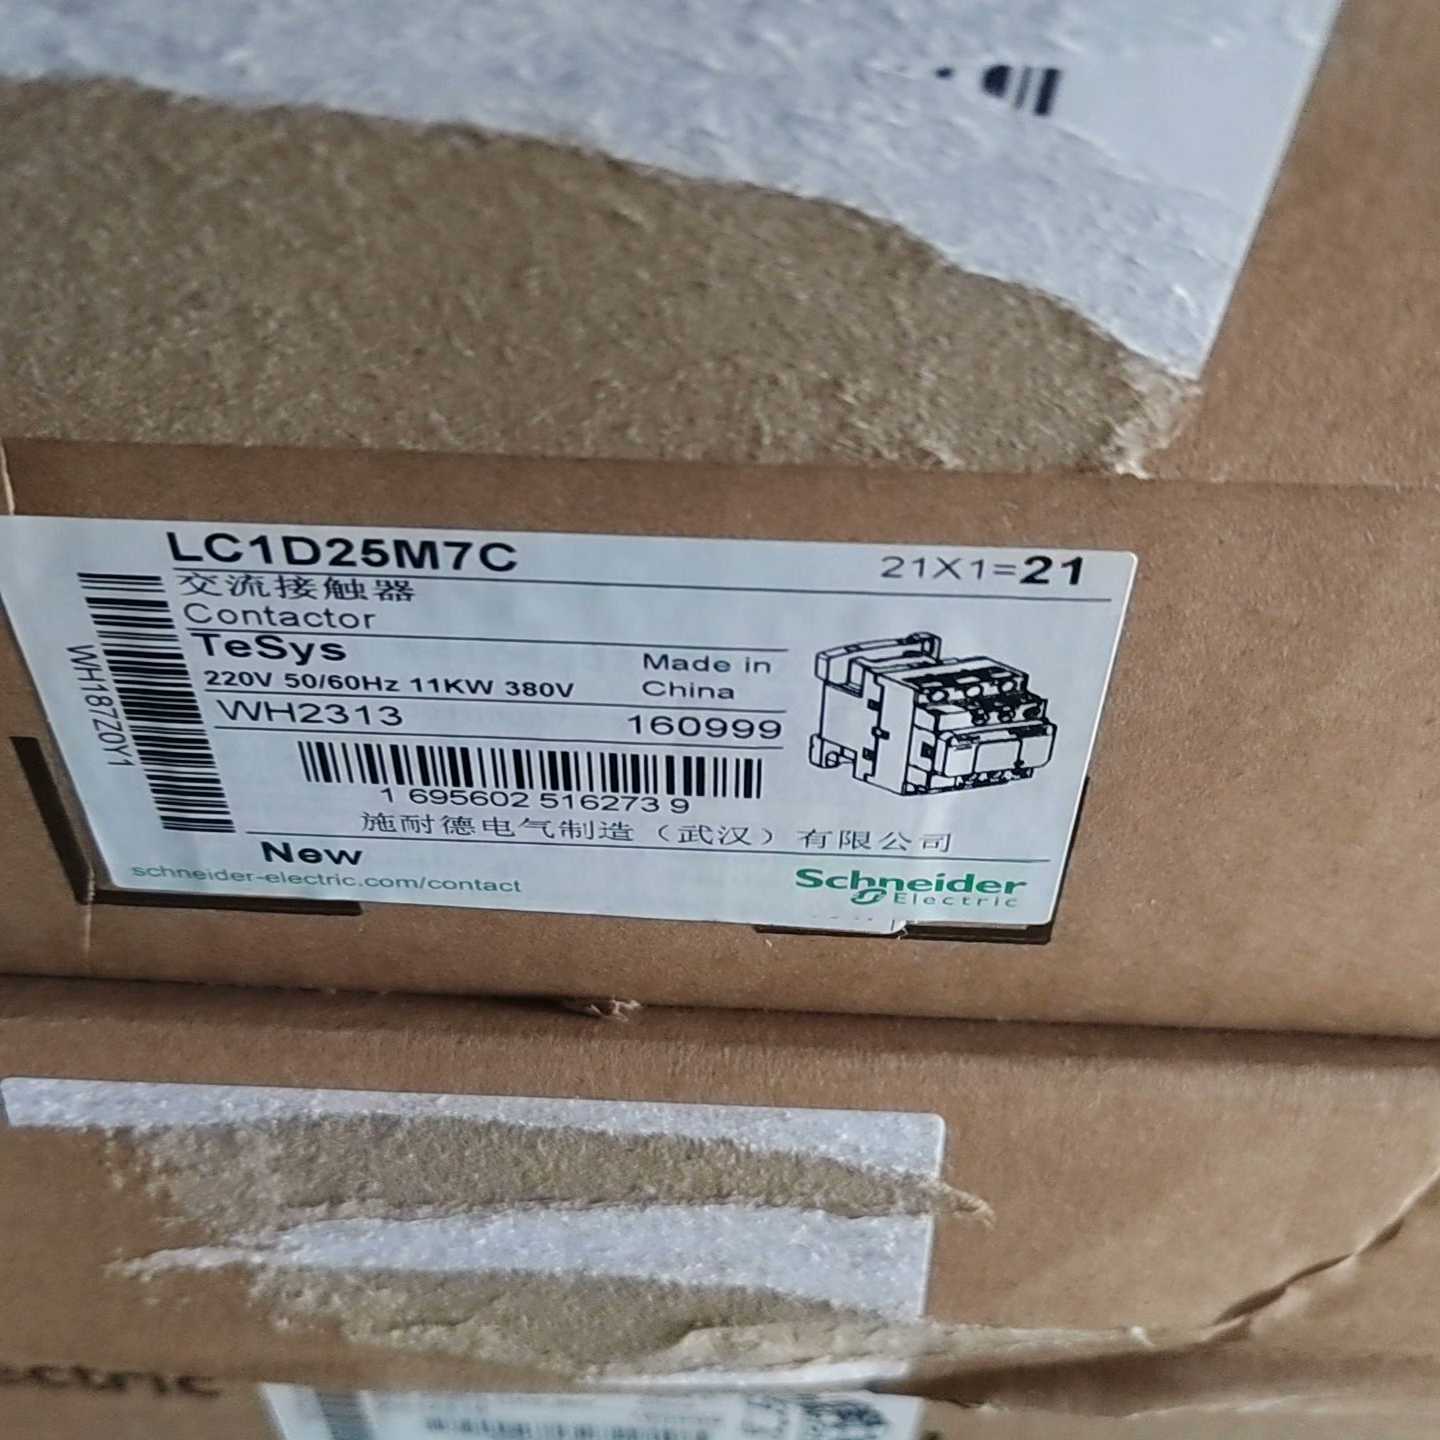 LC1D25M7C 21X1=21
交流接触器
Contactor
TeSys
Made in
China
220V 50/60Hz 11KW 380V
WH2313 160999
1 695602 516273 9
施耐德电气制造（武汉）有限公司
New
schneider-electric.com/contact
Schneider
Electric
WH18720Y1
ectric